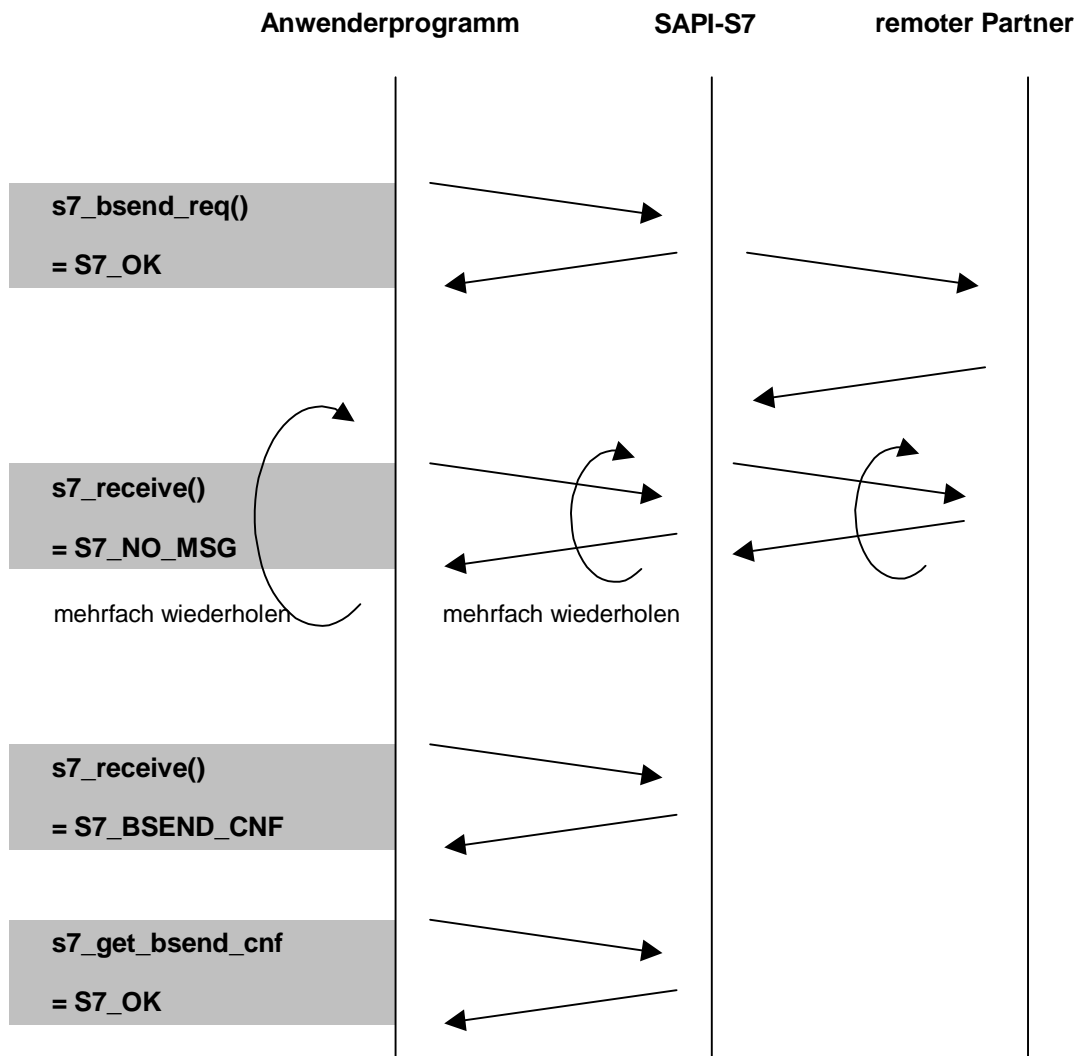 Anwenderprogramm SAPI-S7 remoter Partner
s7_bsend_req()
= S7_OK
s7_receive()
= S7_NO_MSG
mehrfach wiederholen mehrfach wiederholen
s7_receive()
= S7_BSEND_CNF
s7_get_bsend_cnf
= S7_OK